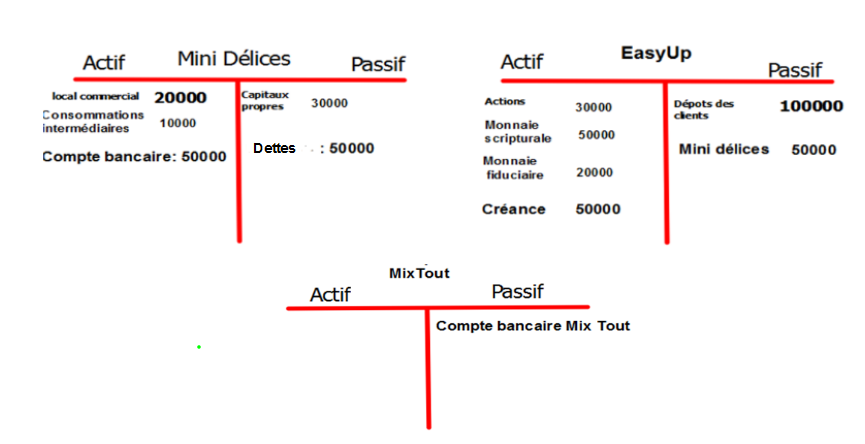 Actif Mini Délices Passif
local commercial 20000
Consommations
intermédiaires 10000
Compte bancaire: 50000
Capitaux
propres 30000
Dettes : 50000
Actif EasyUp Passif
Actions 30000
Monnaie
scripturale 50000
Monnaie
fiduciaire 20000
Créance 50000
Dépots des
clients 100000
Mini délices 50000
MixTout
Actif Passif
Compte bancaire Mix Tout